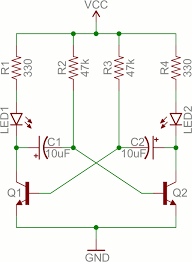 VCC
R1
330
R2
47k
R3
47k
R4
330
LED1
LED2
C1
10uF
C2
10uF
Q1
Q2
GND